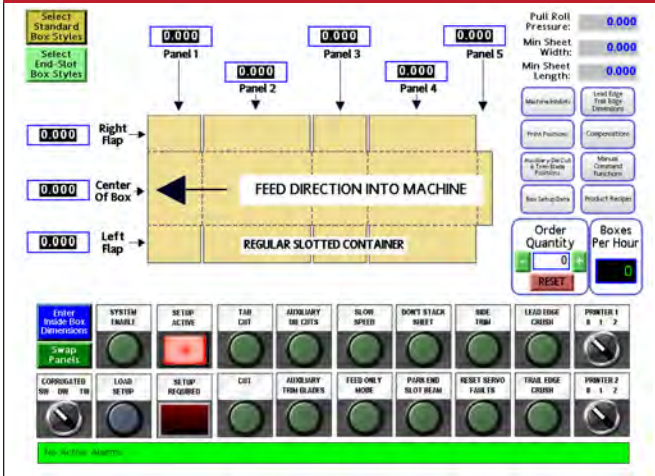 Select
Standard
Box Styles
Select
End-Slot
Box Styles
0.000
Panel 1
0.000
Panel 2
0.000
Panel 3
0.000
Panel 4
0.000
Panel 5
Pull Roll
Pressure:
0.000
Min Sheet
Width:
0.000
Min Sheet
Length:
0.000
0.000
Right
Flap
0.000
Center
Of Box
0.000
Left
Flap
FEED DIRECTION INTO MACHINE
REGULAR SLOTTED CONTAINER
Lead Edge
Trail Edge
Dimensions
Print Positions
Compensations
Auxiliary Die Cut
& Trim Blade
Positions
Manual
Command
Functions
Box Setup Data
Product Recipes
Order
Quantity
-
0
+
RESET
Boxes
Per Hour
0
Enter
Inside Box
Dimensions
Swap
Panels
SYSTEM
ENABLE
SETUP
ACTIVE
TAB
CUT
AUXILIARY
DIE CUTS
SLOW
SPEED
DON'T STACK
SHEET
SIDE
TRIM
LEAD EDGE
CRUSH
PRINTER 1
0 1 2
CORRUGATED
SW DW TW
LOAD
SETUP
SETUP
REQUIRED
CUT
AUXILIARY
TRIM BLADES
FEED ONLY
MODE
PARK END
SLOT BEAM
RESET SERVO
FAULTS
TRAIL EDGE
CRUSH
PRINTER 2
0 1 2
No Active Alarms